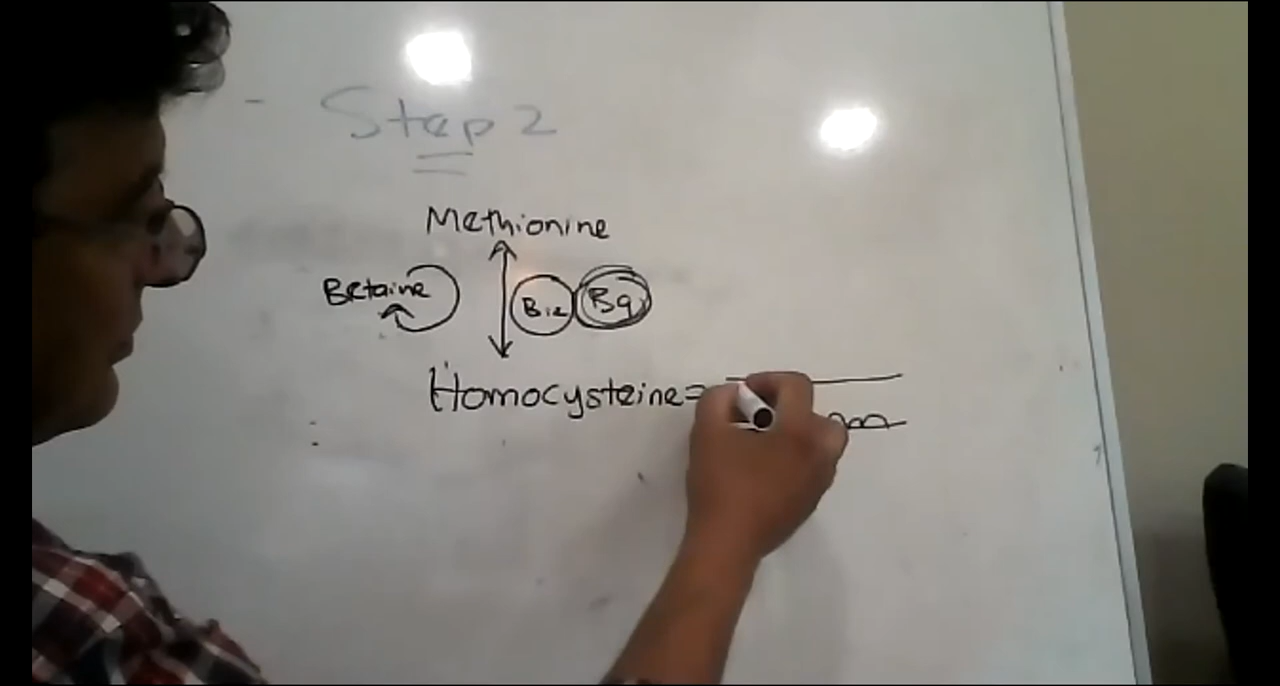 - Step 2
Methionine
Betaine B12 B9
Homocysteine=